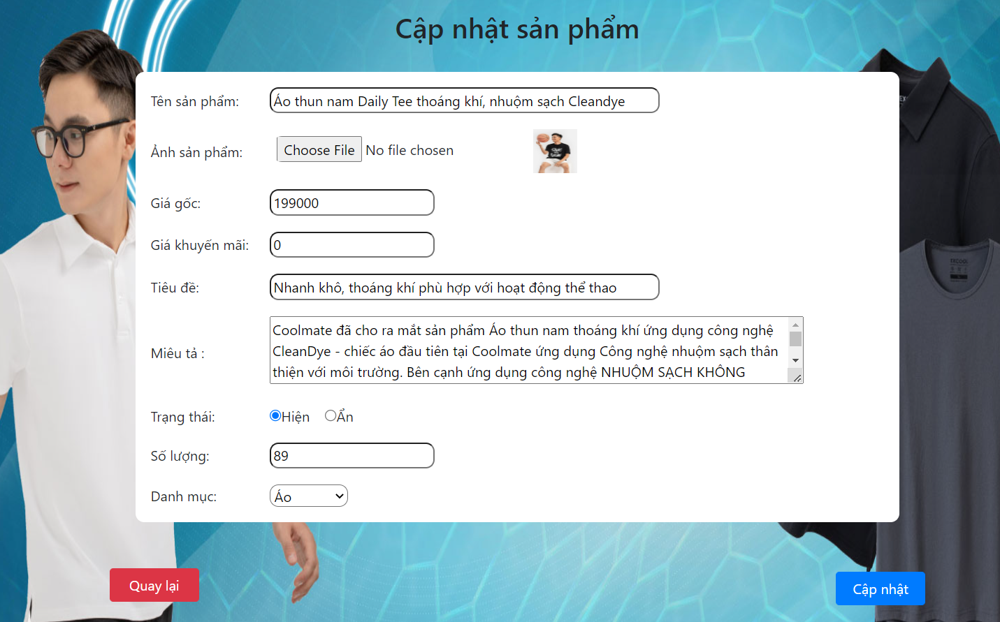 Cập nhật sản phẩm
Tên sản phẩm: Áo thun nam Daily Tee thoáng khí, nhuộm sạch Cleandye
Ảnh sản phẩm: Choose File No file chosen
Giá gốc: 199000
Giá khuyến mãi: 0
Tiêu đề: Nhanh khô, thoáng khí phù hợp với hoạt động thể thao
Miêu tả :
Coolmate đã cho ra mắt sản phẩm Áo thun nam thoáng khí ứng dụng công nghệ
CleanDye - chiếc áo đầu tiên tại Coolmate ứng dụng Công nghệ nhuộm sạch thân
thiện với môi trường. Bên cạnh ứng dụng công nghệ NHUỘM SẠCH KHÔNG
Trạng thái: Hiện Ẩn
Số lượng: 89
Danh mục: Áo
Quay lại
Cập nhật
EXCOOL